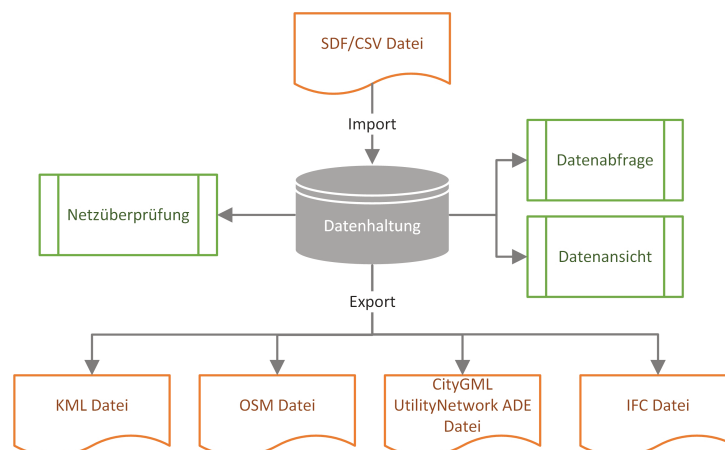 SDF/CSV Datei
Import
Datenabfrage
Netzüberprüfung
Datenhaltung
Datenansicht
Export
KML Datei
OSM Datei
CityGML
UtilityNetwork ADE
Datei
IFC Datei